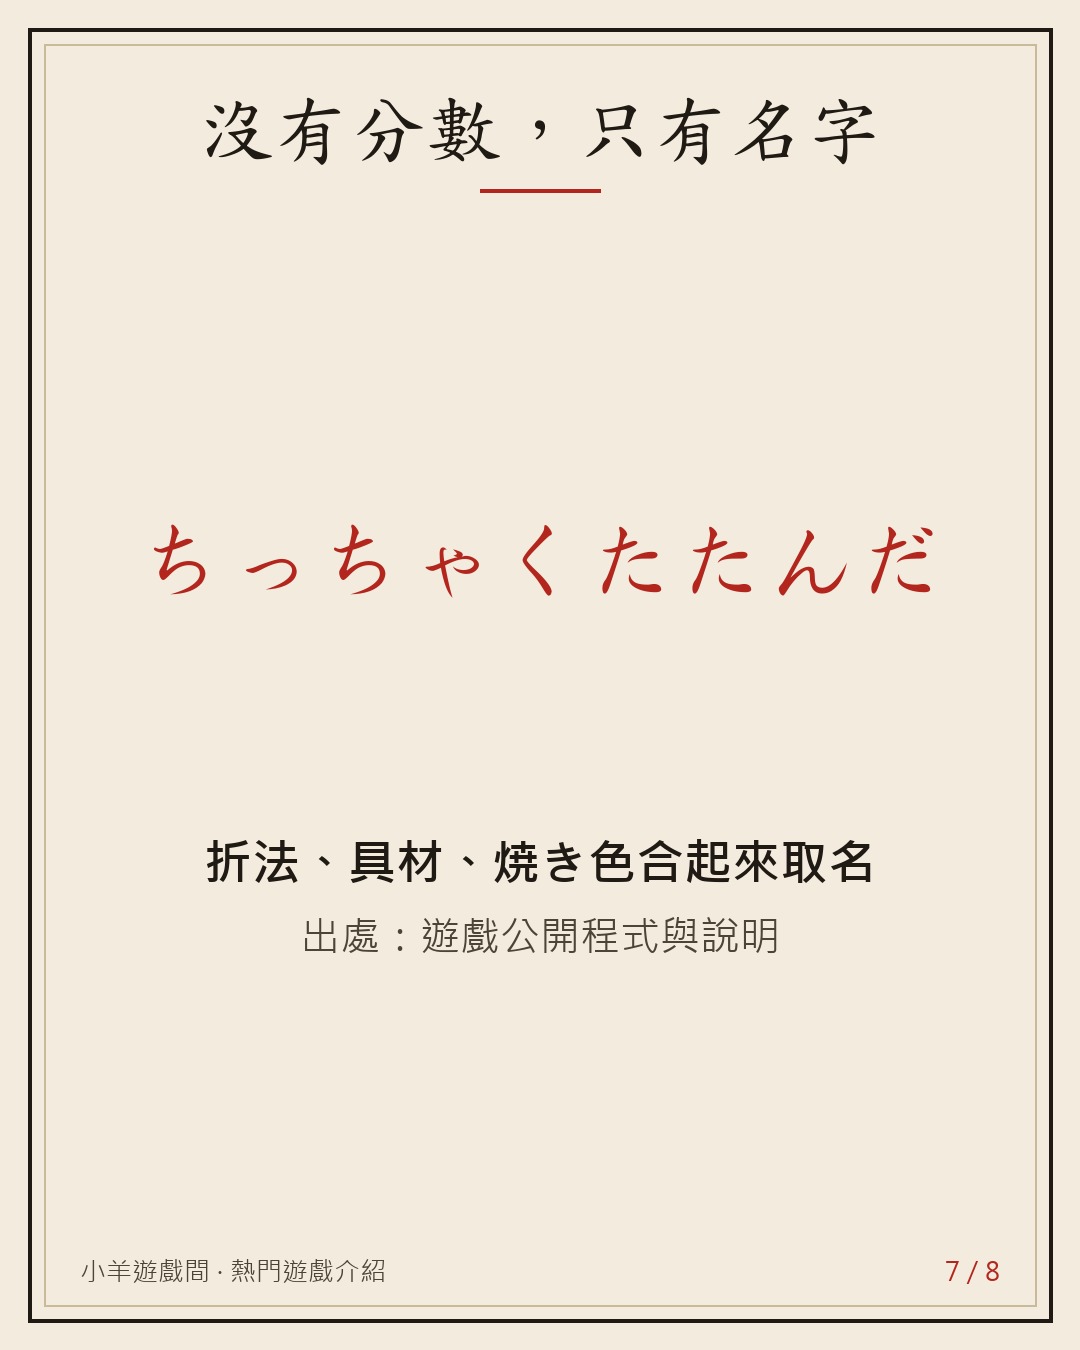 沒有分數，只有名字
ちっちゃくたたんだ
折法、具材、焼き色合起來取名
出處：遊戲公開程式與說明
小羊遊戲間 · 熱門遊戲介紹
7 / 8